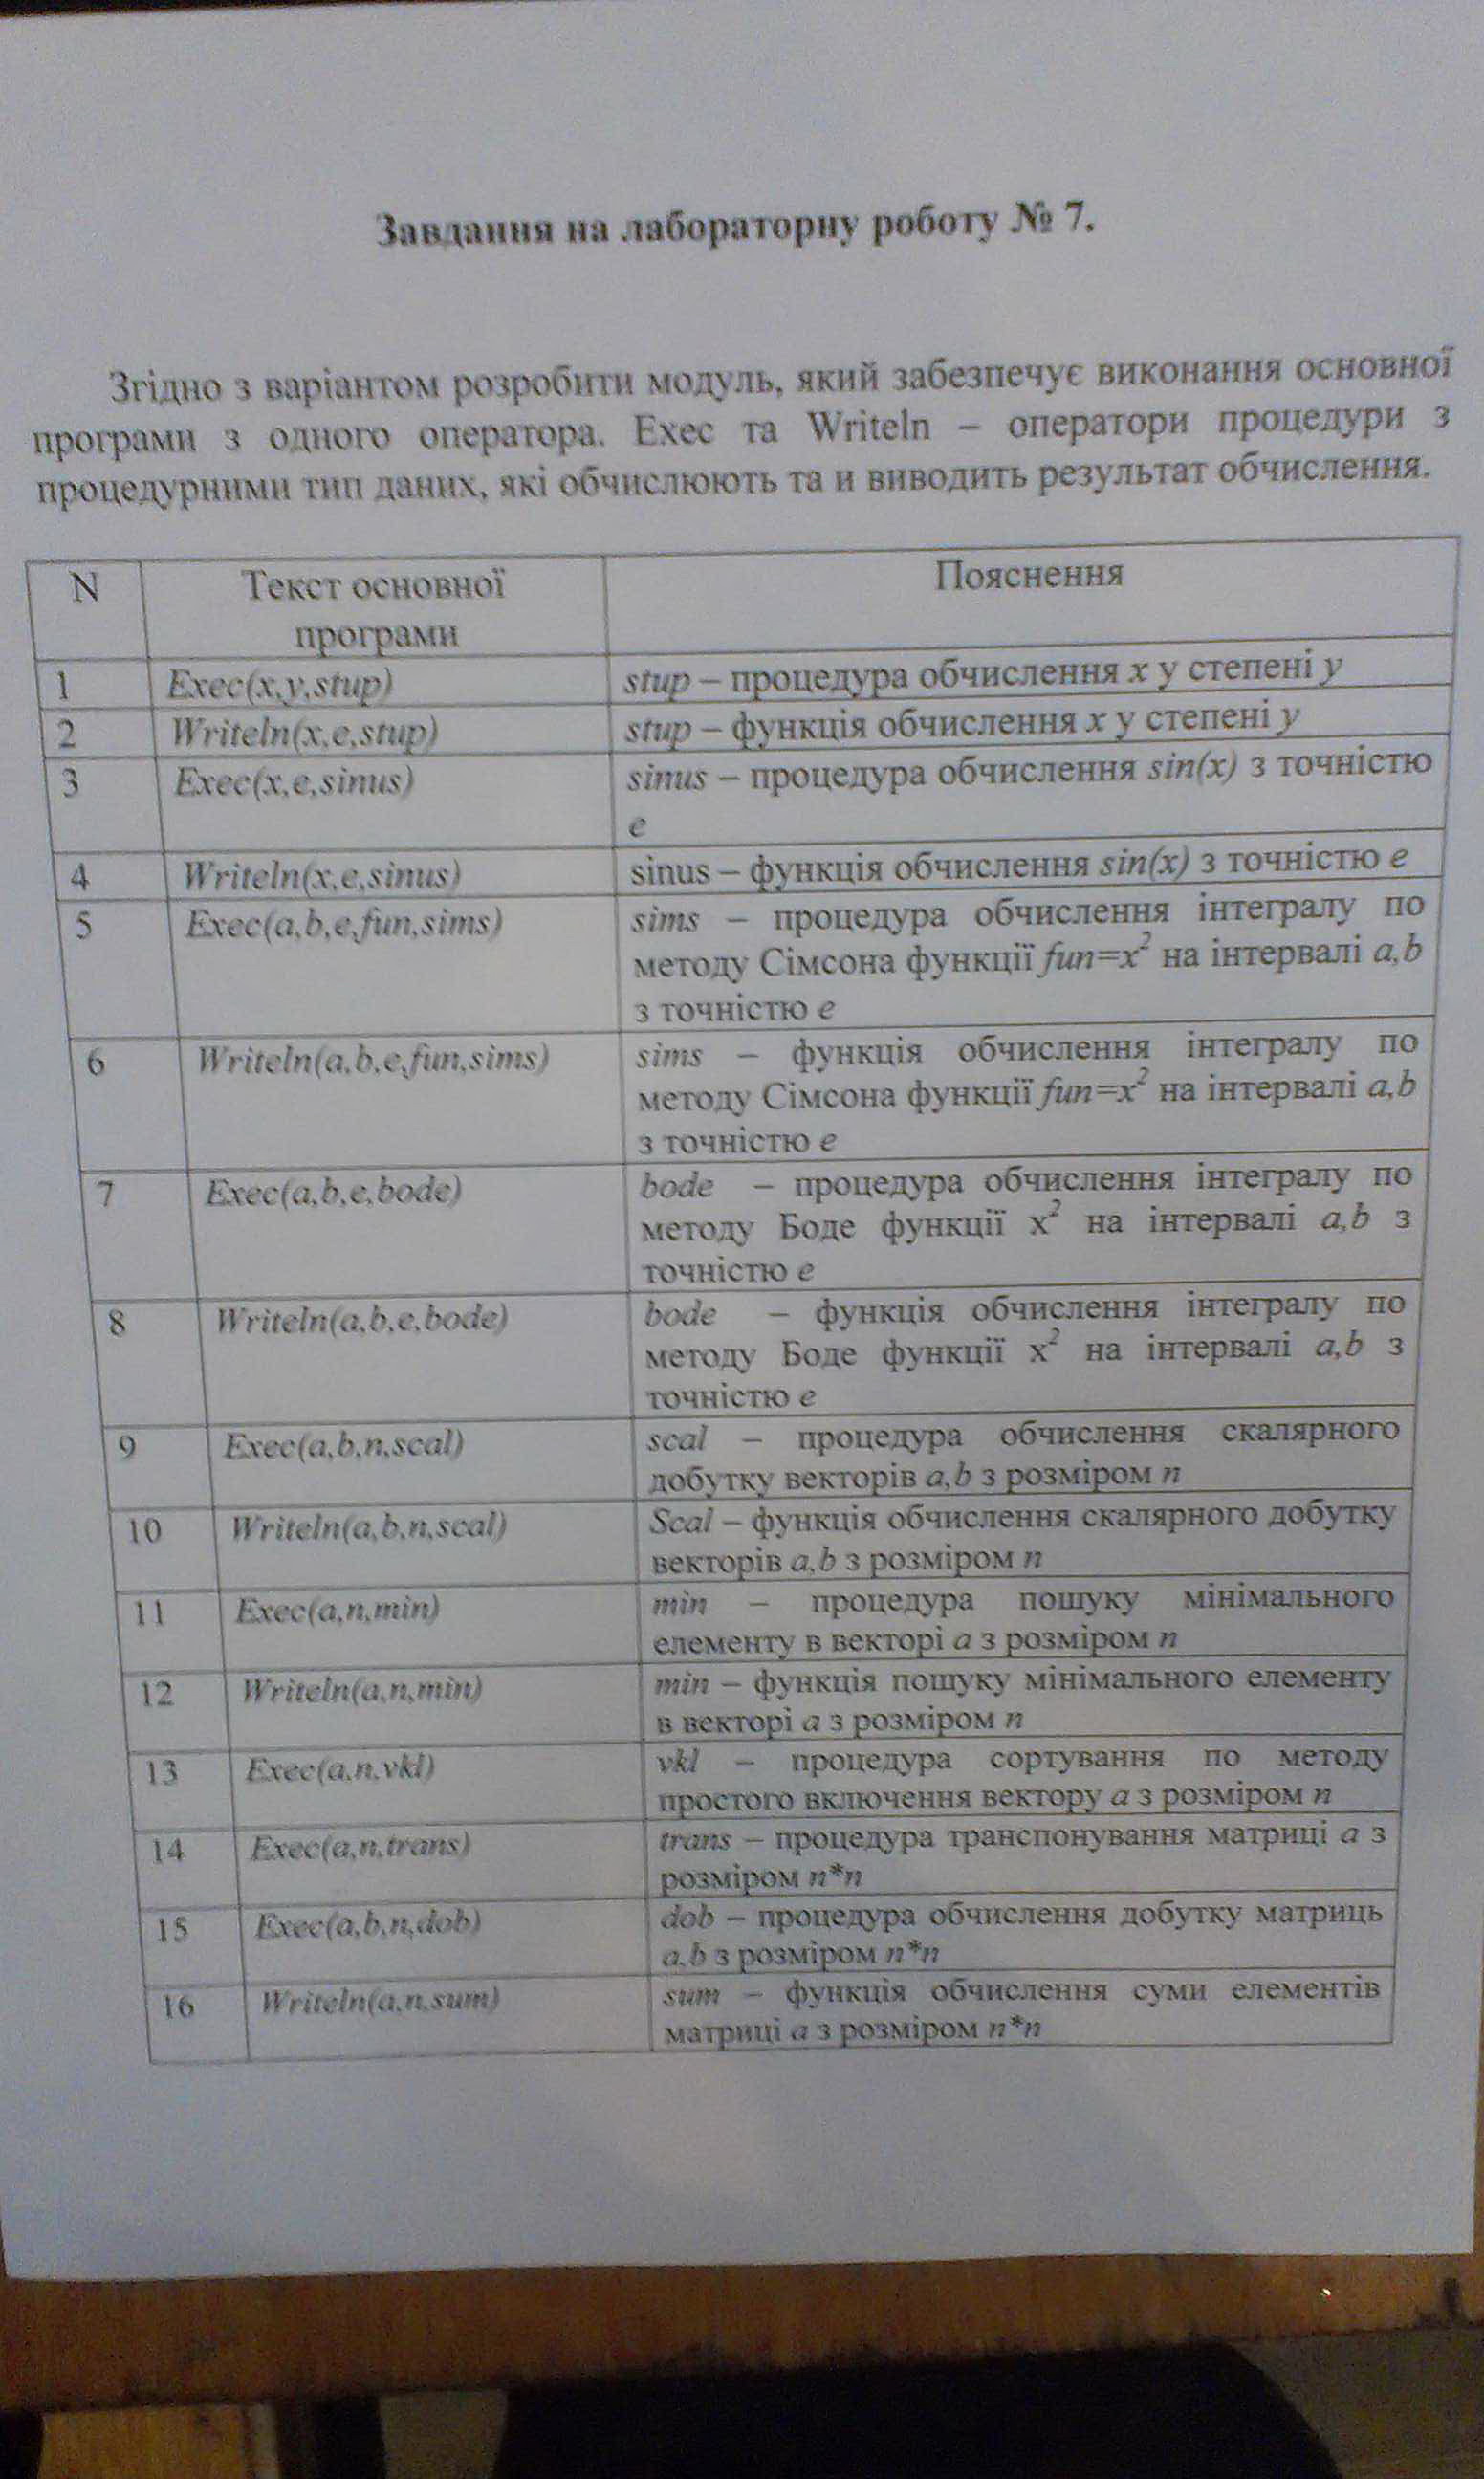 Завдання на лабораторну роботу № 7.
Згідно з варіантом розробити модуль, який забезпечує виконання основної
програми з одного оператора. Exec та Writeln – оператори процедури з
процедурними тип даних, які обчислюють та и виводить результат обчислення.
N
Текст основної
програми
Пояснення
1
Exec(x,y,stup)
stup – процедура обчислення x у степені y
2
Writeln(x,e,stup)
stup – функція обчислення x у степені y
3
Exec(x,e,sinus)
sinus – процедура обчислення sin(x) з точністю
e
4
Writeln(x,e,sinus)
sinus – функція обчислення sin(x) з точністю e
5
Exec(a,b,e,fun,sims)
sims – процедура обчислення інтегралу по
методу Сімсона функції fun=x² на інтервалі a,b
з точністю e
6
Writeln(a,b,e,fun,sims)
sims – функція обчислення інтегралу по
методу Сімсона функції fun=x² на інтервалі a,b
з точністю e
7
Exec(a,b,e,bode)
bode – процедура обчислення інтегралу по
методу Боде функції x² на інтервалі a,b з
точністю e
8
Writeln(a,b,e,bode)
bode – функція обчислення інтегралу по
методу Боде функції x² на інтервалі a,b з
точністю e
9
Exec(a,b,n,scal)
scal – процедура обчислення скалярного
добутку векторів a,b з розміром n
10
Writeln(a,b,n,scal)
Scal – функція обчислення скалярного добутку
векторів a,b з розміром n
11
Exec(a,n,min)
min – процедура пошуку мінімального
елементу в векторі a з розміром n
12
Writeln(a,n,min)
min – функція пошуку мінімального елементу
в векторі a з розміром n
13
Exec(a,n,vkl)
vkl – процедура сортування по методу
простого включення вектору a з розміром n
14
Exec(a,n,trans)
trans – процедура транспонування матриці a з
розміром n*n
15
Exec(a,b,n,dob)
dob – процедура обчислення добутку матриць
a,b з розміром n*n
16
Writeln(a,n,sum)
sum – функція обчислення суми елементів
матриці a з розміром n*n